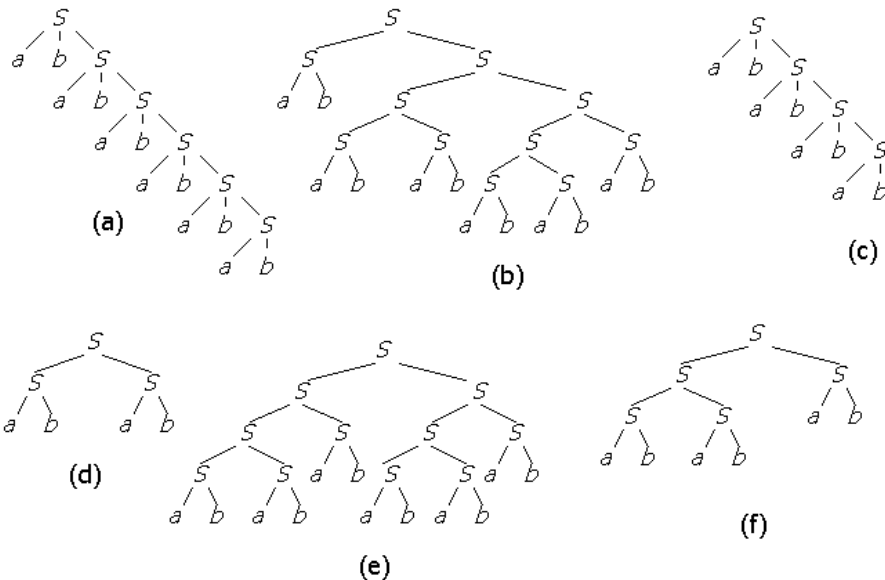 S
a b S
a b S
a b S
a b S
a b S
a b
(a)
S
S S
a b S S
S S S S
a b a b S S a b
a b a b
(b)
S
a b S
a b S
a b S
a b
(c)
S
S S
a b a b
(d)
S
S S
S S S S
S S a b S S a b
a b a b a b a b
(e)
S
S S
S S a b
a b a b
(f)